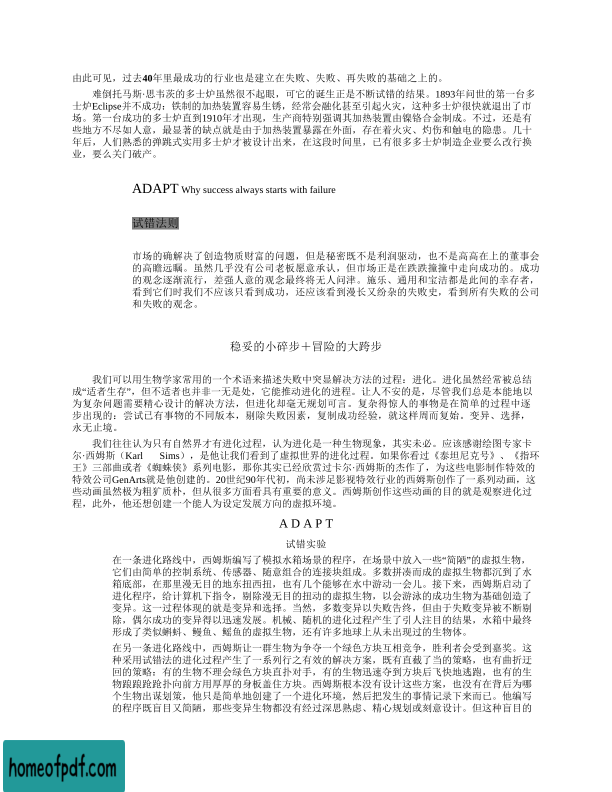 由此可见，过去40年里最成功的行业也是建立在失败、失败、再失败的基础之上的。
难倒托马斯·思韦茨的多士炉虽然很不起眼，可它的诞生正是不断试错的结果。1893年问世的第一台多
士炉Eclipse并不成功；铁制的加热装置容易生锈，经常会融化甚至引起火灾，这种多士炉很快就退出了市
场。第一台成功的多士炉直到1910年才出现，生产商特别强调其加热装置由镍铬合金制成。不过，还是有
些地方不尽如人意，最显著的缺点就是由于加热装置暴露在外面，存在着火灾、灼伤和触电的隐患。几十
年后，人们熟悉的弹跳式实用多士炉才被设计出来，在这段时间里，已有很多多士炉制造企业要么改行换
业，要么关门破产。
ADAPT Why success always starts with failure
试错法则
市场的确解决了创造物质财富的问题，但是秘密既不是利润驱动，也不是高高在上的董事会
的高瞻远瞩。虽然几乎没有公司老板愿意承认，但市场正是在跌跌撞撞中走向成功的。成功
的观念逐渐流行，差强人意的观念最终将无人问津。施乐、通用和宝洁都是此间的幸存者，
看到它们时我们不应该只看到成功，还应该看到漫长又纷杂的失败史，看到所有失败的公司
和失败的观念。
稳妥的小碎步＋冒险的大跨步
我们可以用生物学家常用的一个术语来描述失败中突显解决方法的过程：进化。进化虽然经常被总结
成“适者生存”，但不适者也并非一无是处，它能推动进化的进程。让人不安的是，尽管我们总是本能地以
为复杂问题需要精心设计的解决方法，但进化却毫无规划可言。复杂得惊人的事物是在简单的过程中逐
步出现的：尝试已有事物的不同版本，剔除失败因素，复制成功经验，就这样周而复始。变异、选择，
永无止境。
我们往往认为只有自然界才有进化过程，认为进化是一种生物现象，其实未必。应该感谢绘图专家卡
尔·西姆斯（Karl Sims），是他让我们看到了虚拟世界的进化过程。如果你看过《泰坦尼克号》、《指环
王》三部曲或者《蜘蛛侠》系列电影，那你其实已经欣赏过卡尔·西姆斯的杰作了，为这些电影制作特效的
特效公司GenArts就是他创建的。20世纪90年代初，尚未涉足影视特效行业的西姆斯创作了一系列动画，这
些动画虽然极为粗犷质朴，但从很多方面看具有重要的意义。西姆斯创作这些动画的目的就是观察进化过
程，此外，他还想创建一个能人为设定发展方向的虚拟环境。
ADAPT
试错实验
在一条进化路线中，西姆斯编写了模拟水箱场景的程序，在场景中放入一些“简陋”的虚拟生物，
它们由简单的控制系统、传感器、随意组合的连接块组成。多数拼凑而成的虚拟生物都沉到了水
箱底部，在那里漫无目的地东扭西扭，也有几个能够在水中游动一会儿。接下来，西姆斯启动了
进化程序，给计算机下指令，剔除漫无目的扭动的虚拟生物，以会游泳的成功生物为基础创造了
变异。这一过程体现的就是变异和选择。当然，多数变异以失败告终，但由于失败变异被不断剔
除，偶尔成功的变异得以迅速发展。机械、随机的进化过程产生了引人注目的结果，水箱中最终
形成了类似蝌蚪、鳗鱼、鳐鱼的虚拟生物，还有许多地球上从未出现过的生物体。
在另一条进化路线中，西姆斯让一群生物为争夺一个绿色方块互相竞争，胜利者会受到嘉奖。这
种采用试错法的进化过程产生了一系列行之有效的解决方案，既有直截了当的策略，也有曲折迂
回的策略：有的生物不理会绿色方块直扑对手，有的生物迅速夺到方块后飞快地逃跑，也有的生
物踉踉跄跄扑向前方用厚厚的身板盖住方块。西姆斯根本没有设计这些方案，也没有在背后为哪
个生物出谋划策，他只是简单地创建了一个进化环境，然后把发生的事情记录下来而已。他编写
的程序既盲目又简陋，那些变异生物都没有经过深思熟虑、精心规划或刻意设计。但这种盲目的
homeofpdf.com